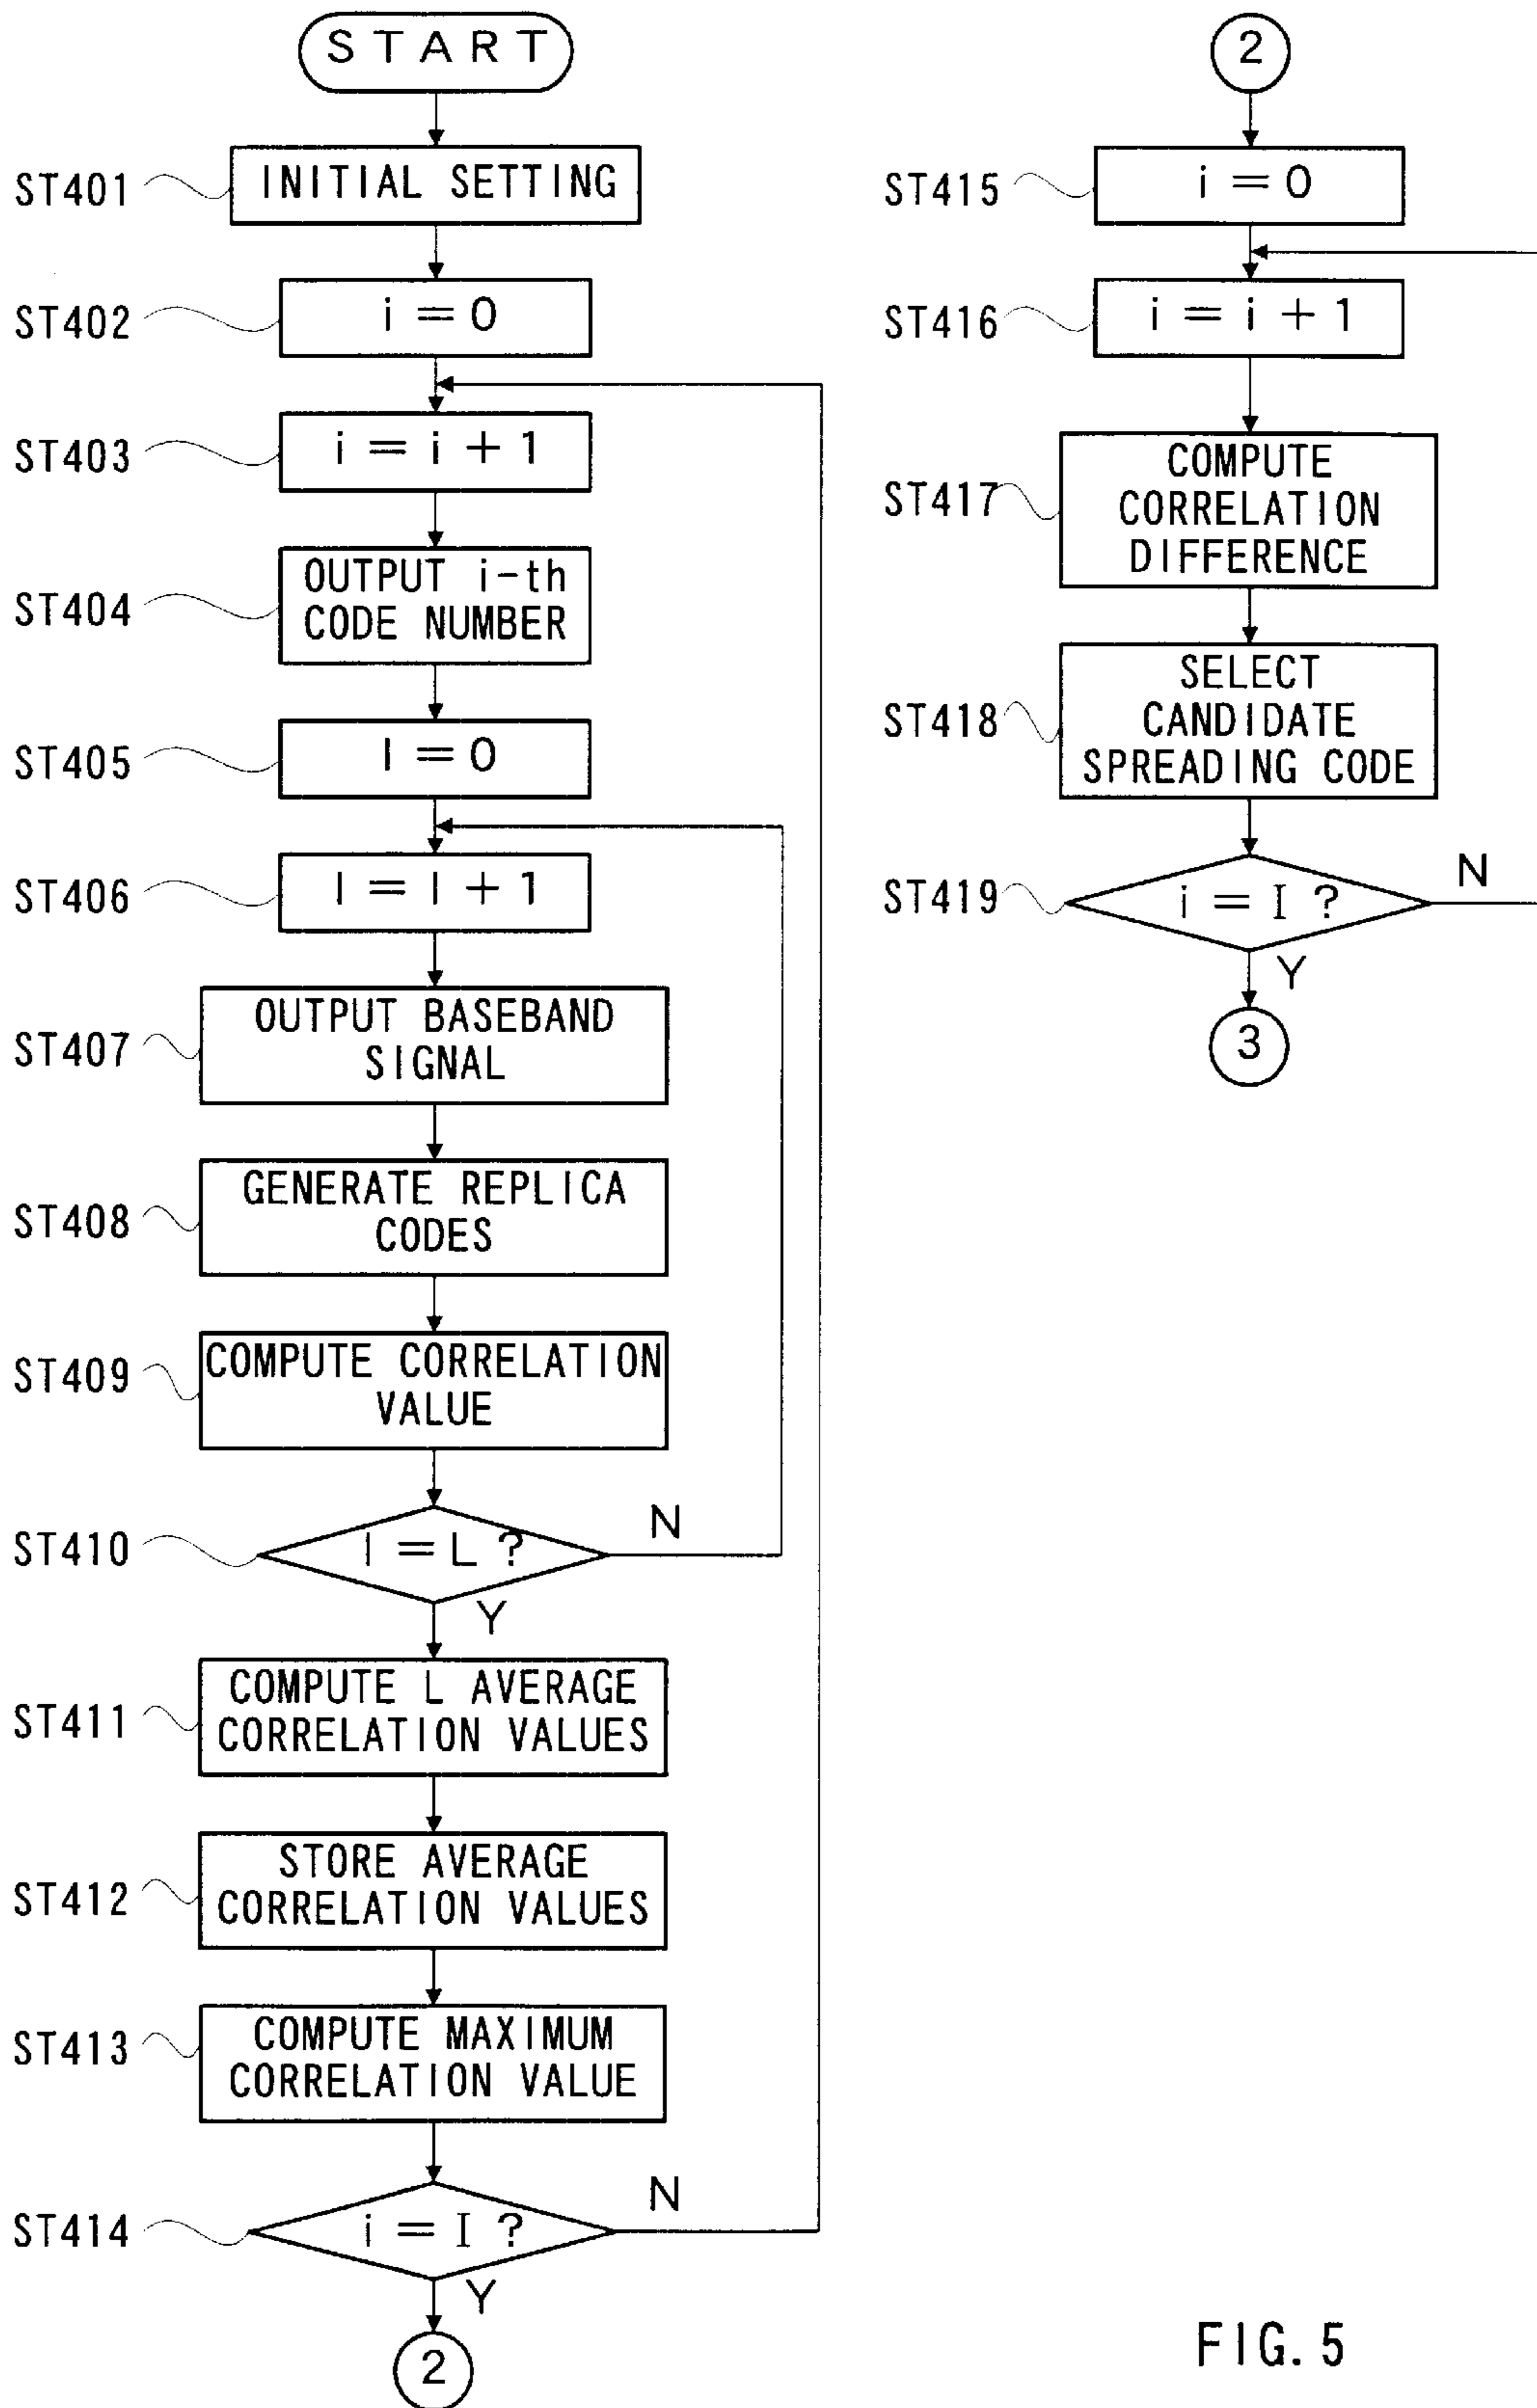 START
ST401
INITIAL SETTING
ST402
i = 0
ST403
i = i + 1
ST404
OUTPUT i-th
CODE NUMBER
ST405
l = 0
ST406
l = l + 1
ST407
OUTPUT BASEBAND
SIGNAL
ST408
GENERATE REPLICA
CODES
ST409
COMPUTE CORRELATION
VALUE
ST410
l = L ?
N
Y
ST411
COMPUTE L AVERAGE
CORRELATION VALUES
ST412
STORE AVERAGE
CORRELATION VALUES
ST413
COMPUTE MAXIMUM
CORRELATION VALUE
ST414
i = I ?
N
Y
2
2
ST415
i = 0
ST416
i = i + 1
ST417
COMPUTE
CORRELATION
DIFFERENCE
ST418
SELECT
CANDIDATE
SPREADING CODE
ST419
i = I ?
N
Y
3
FIG. 5